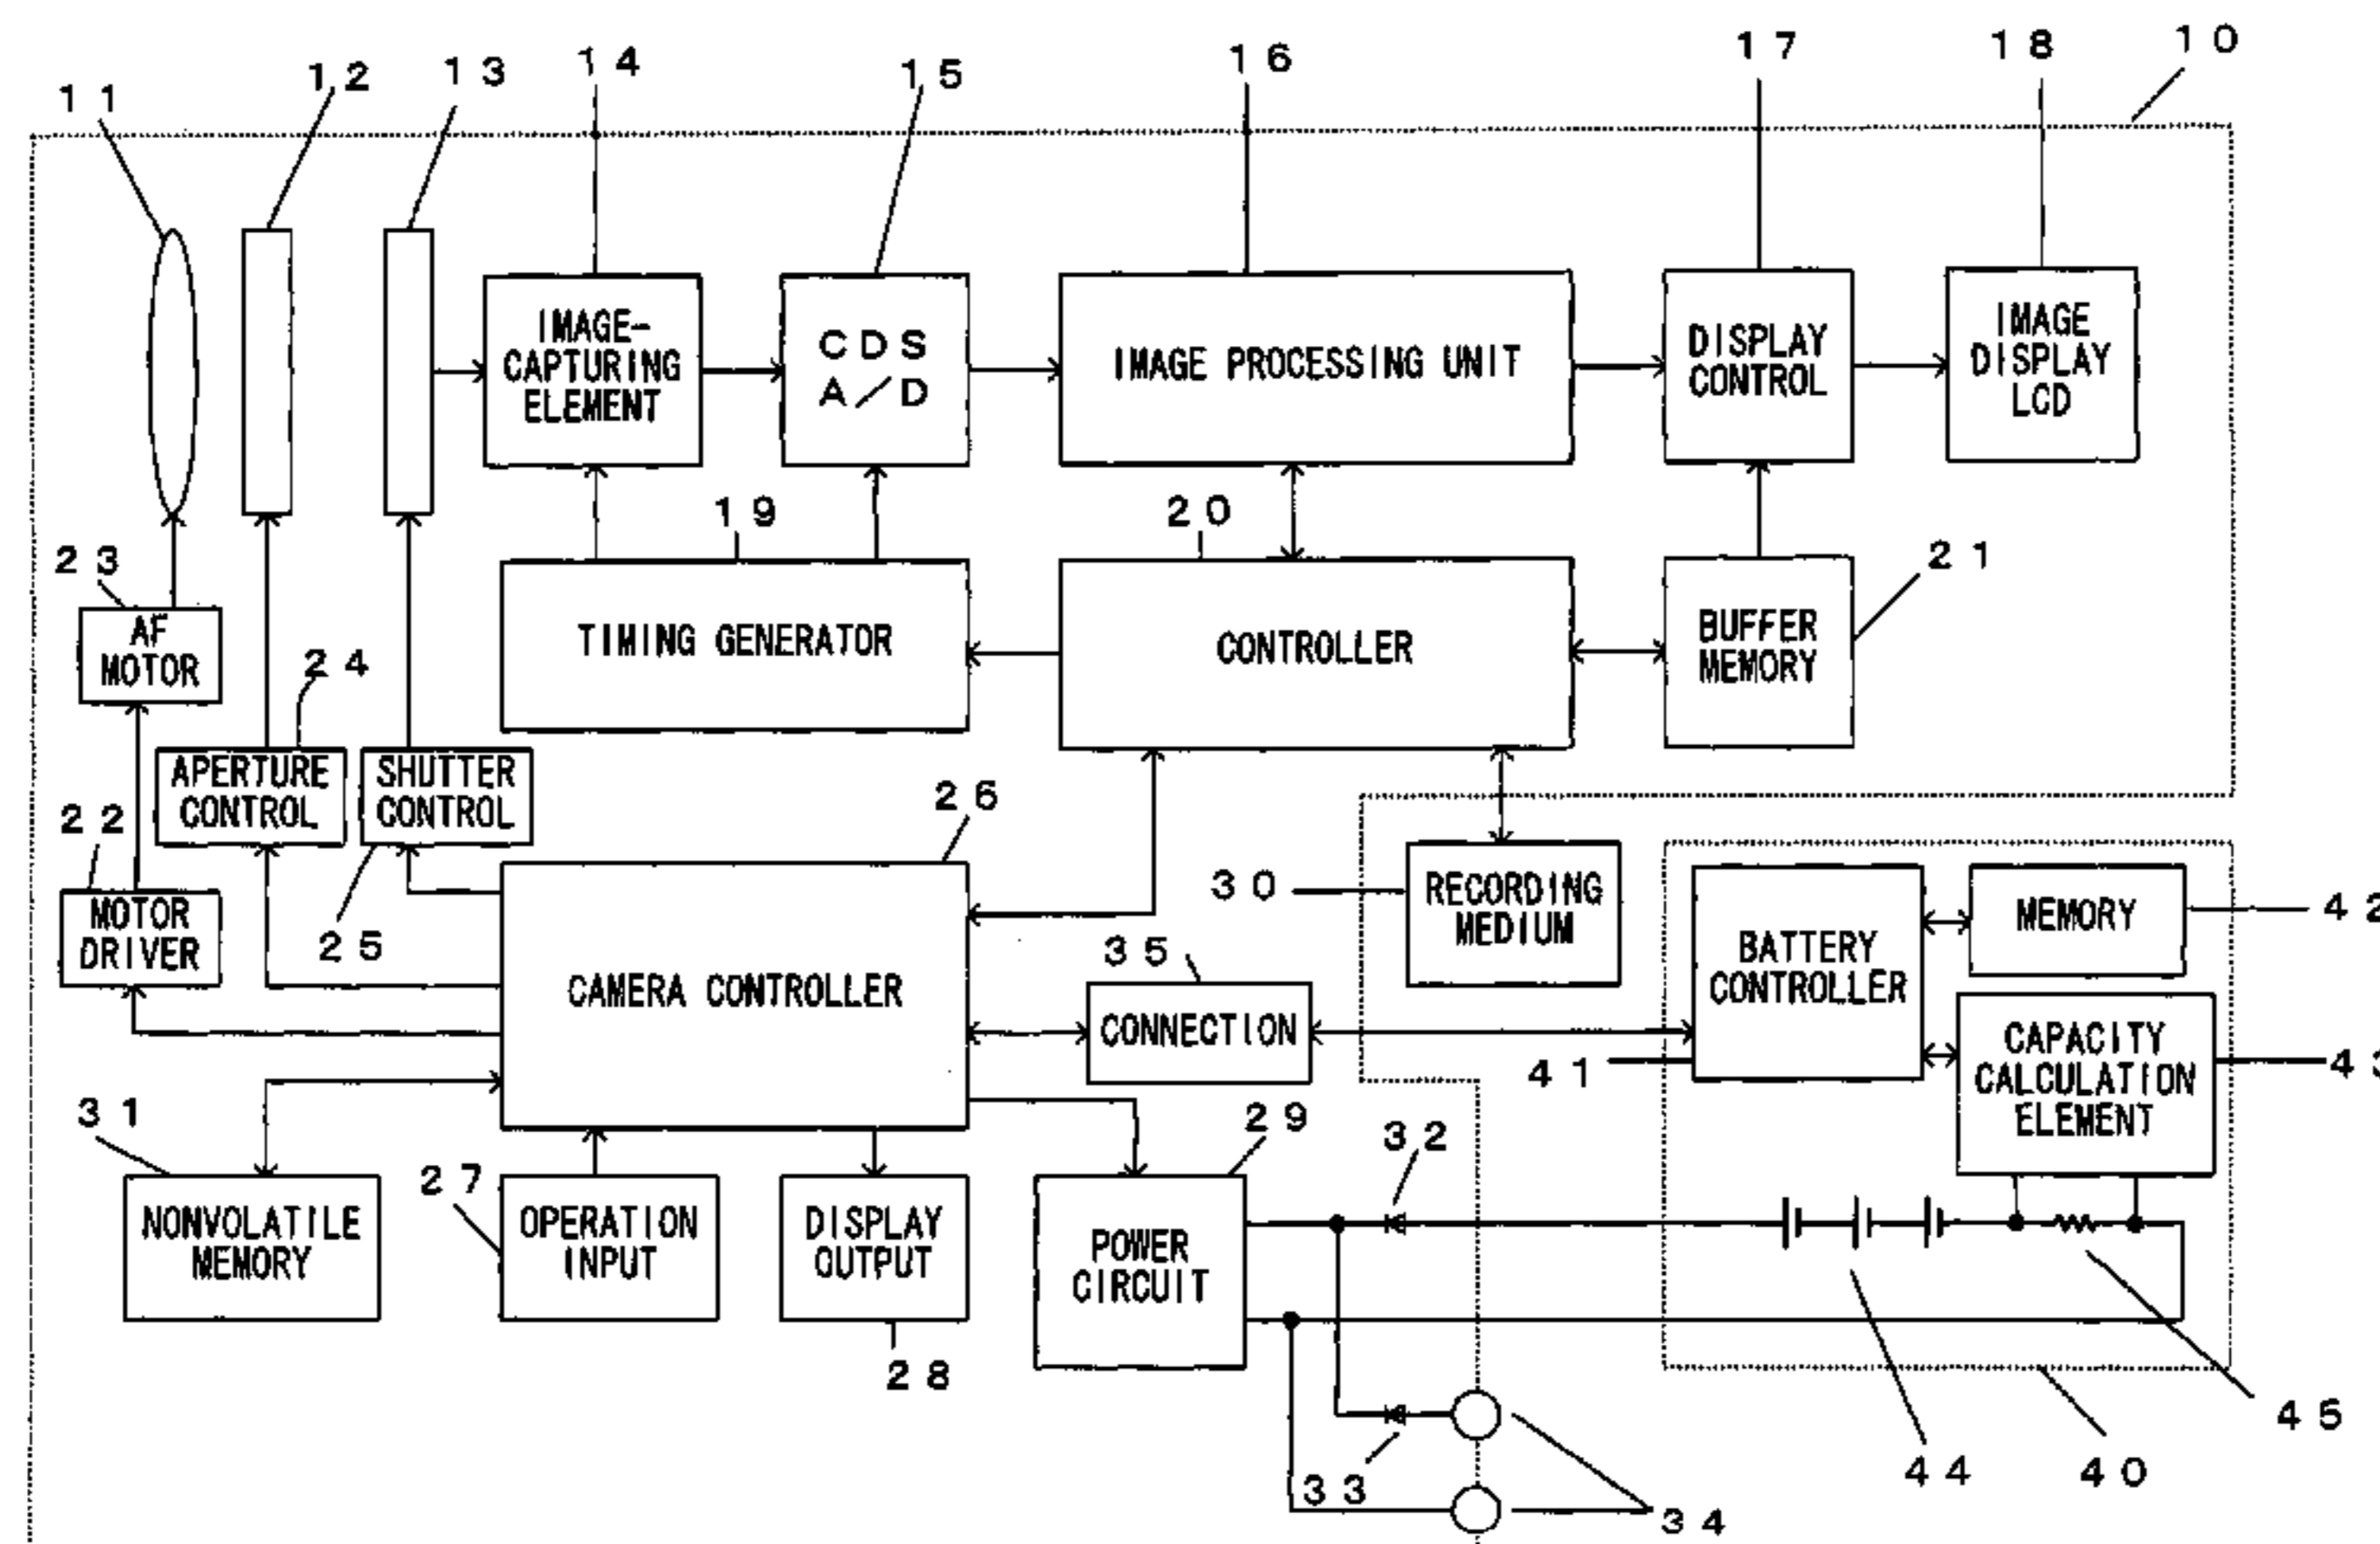 10
11
12
13
14
15
16
17
18
IMAGE-
CAPTURING
ELEMENT
CDS
A/D
IMAGE PROCESSING UNIT
DISPLAY
CONTROL
IMAGE
DISPLAY
LCD
19
20
21
23
AF
MOTOR
TIMING GENERATOR
CONTROLLER
BUFFER
MEMORY
24
APERTURE
CONTROL
SHUTTER
CONTROL
22
25
26
MOTOR
DRIVER
CAMERA CONTROLLER
30
RECORDING
MEDIUM
35
CONNECTION
BATTERY
CONTROLLER
41
MEMORY
42
CAPACITY
CALCULATION
ELEMENT
43
31
NONVOLATILE
MEMORY
27
OPERATION
INPUT
DISPLAY
OUTPUT
28
29
POWER
CIRCUIT
32
33
34
44
40
45